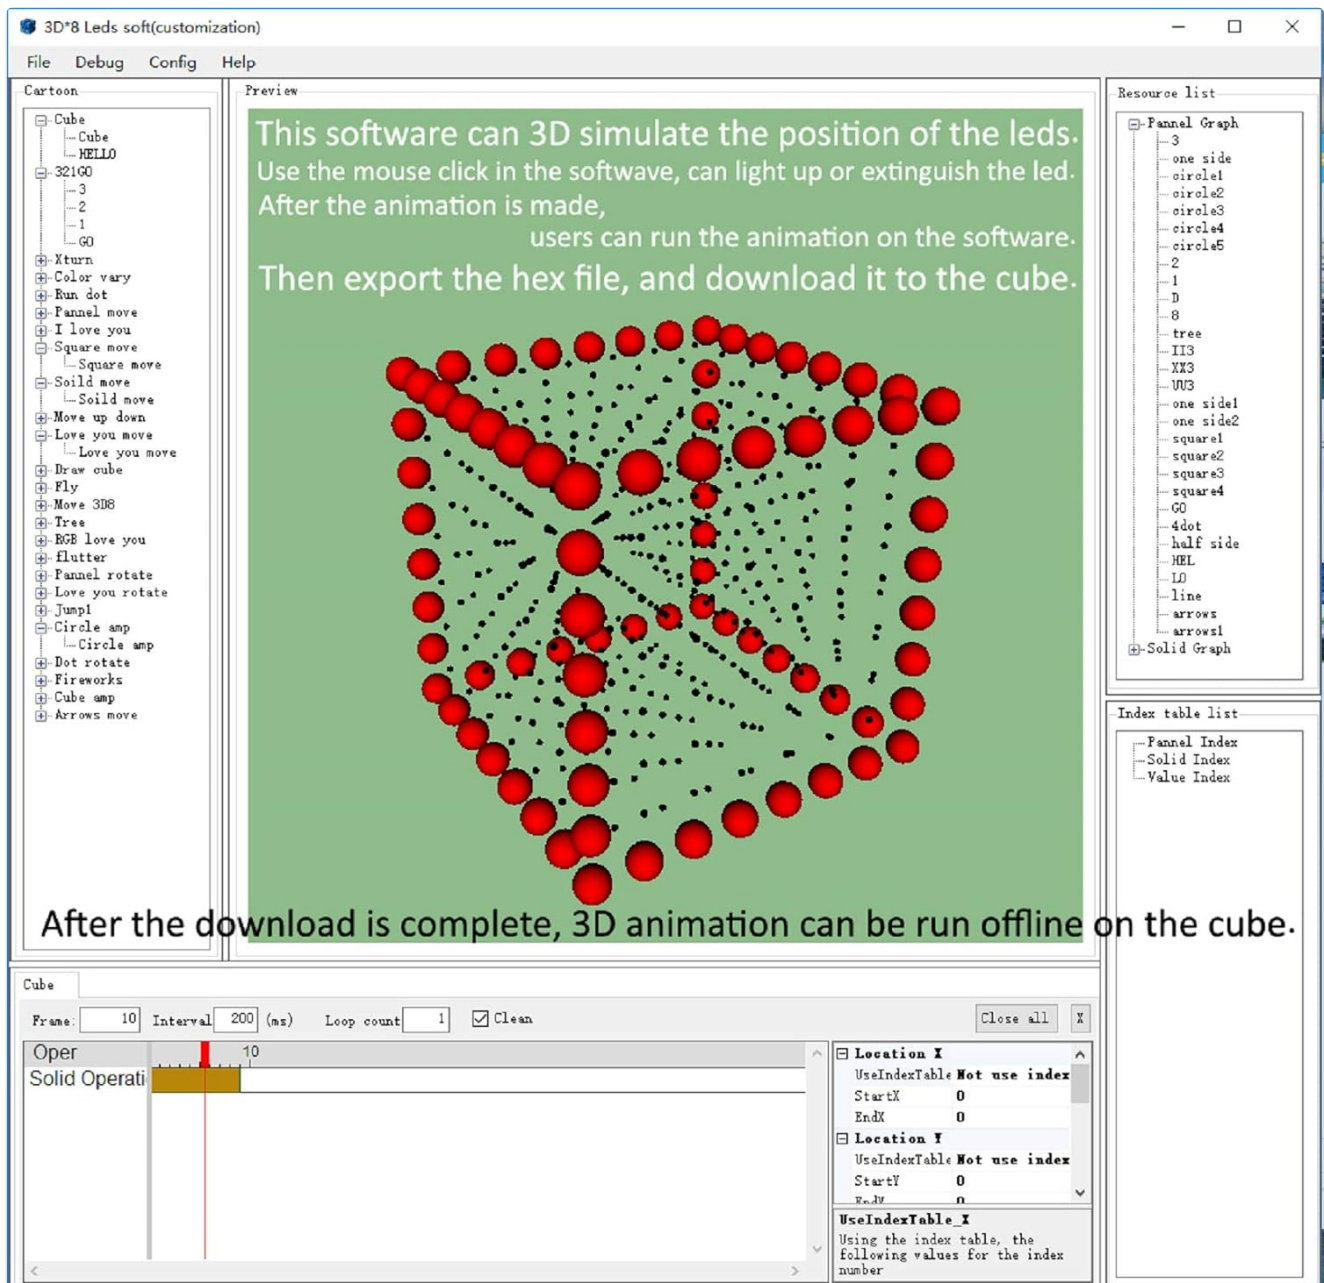 3D*8 Leds soft(customization)
File Debug Config Help
Cartoon
Cube
Cube
HELLO
321GO
3
2
1
GO
Xturn
Color vary
Run dot
Pannel move
I love you
Square move
Square move
Soild move
Soild move
Move up down
Love you move
Love you move
Draw cube
Fly
Move 3D8
Tree
RGB love you
flutter
Pannel rotate
Love you rotate
Jump1
Circle amp
Circle amp
Dot rotate
Fireworks
Cube amp
Arrows move
Preview
This software can 3D simulate the position of the leds.
Use the mouse click in the softwave, can light up or extinguish the led.
After the animation is made,
users can run the animation on the software.
Then export the hex file, and download it to the cube.
After the download is complete, 3D animation can be run offline on the cube.
Resource list
Pannel Graph
3
one side
circle1
circle2
circle3
circle4
circle5
2
1
D
8
tree
II3
XX3
UU3
one side1
one side2
square1
square2
square3
square4
GO
4dot
half side
HEL
LO
line
arrows
arrows1
Solid Graph
Index table list
Pannel Index
Solid Index
Value Index
Cube
Frame: 10 Interval 200 (ms) Loop count 1 Clean Close all X
Oper 10
Solid Operati
Location X
UseIndexTable Not use index
StartX 0
EndX 0
Location Y
UseIndexTable Not use index
StartY 0
EndY 0
UseIndexTable_X
Using the index table, the
following values for the index
number